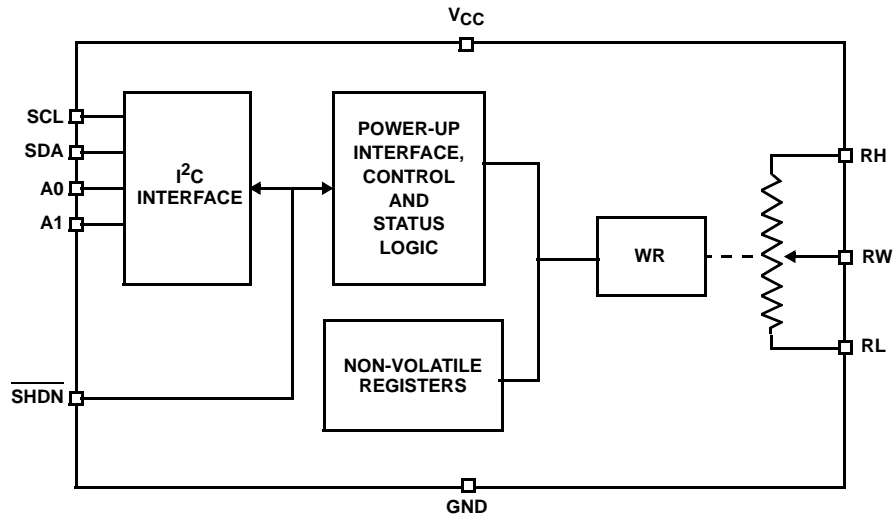 VCC
SCL
SDA
A0
A1
I2C
INTERFACE
POWER-UP
INTERFACE,
CONTROL
AND
STATUS
LOGIC
WR
RH
RW
RL
NON-VOLATILE
REGISTERS
SHDN
GND